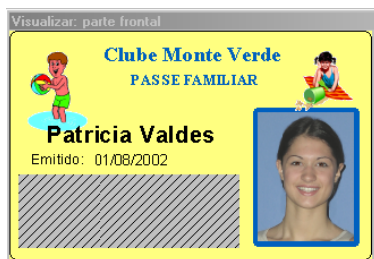 Visualizar: parte frontal
Clube Monte Verde
PASSE FAMILIAR
Patricia Valdes
Emitido: 01/08/2002